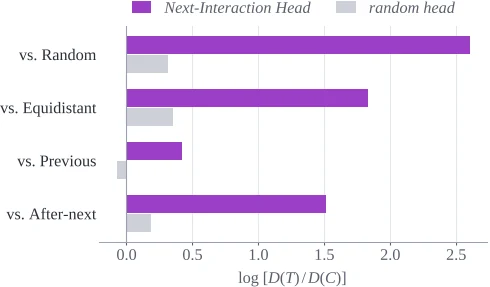 Next-Interaction Head random head
vs. Random
vs. Equidistant
vs. Previous
vs. After-next
0.0 0.5 1.0 1.5 2.0 2.5
log [D(T)/D(C)]